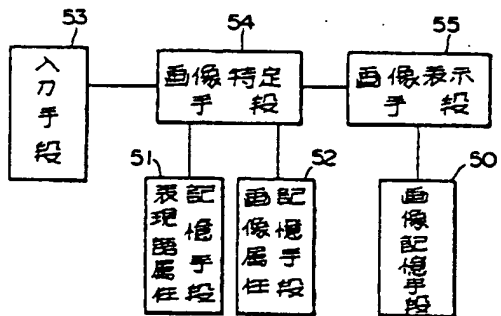 53
入力手段
54
画像特定
手段
55
画像表示
手段
51
表現語属性
記憶手段
52
画像属性
記憶手段
50
画像記憶手段